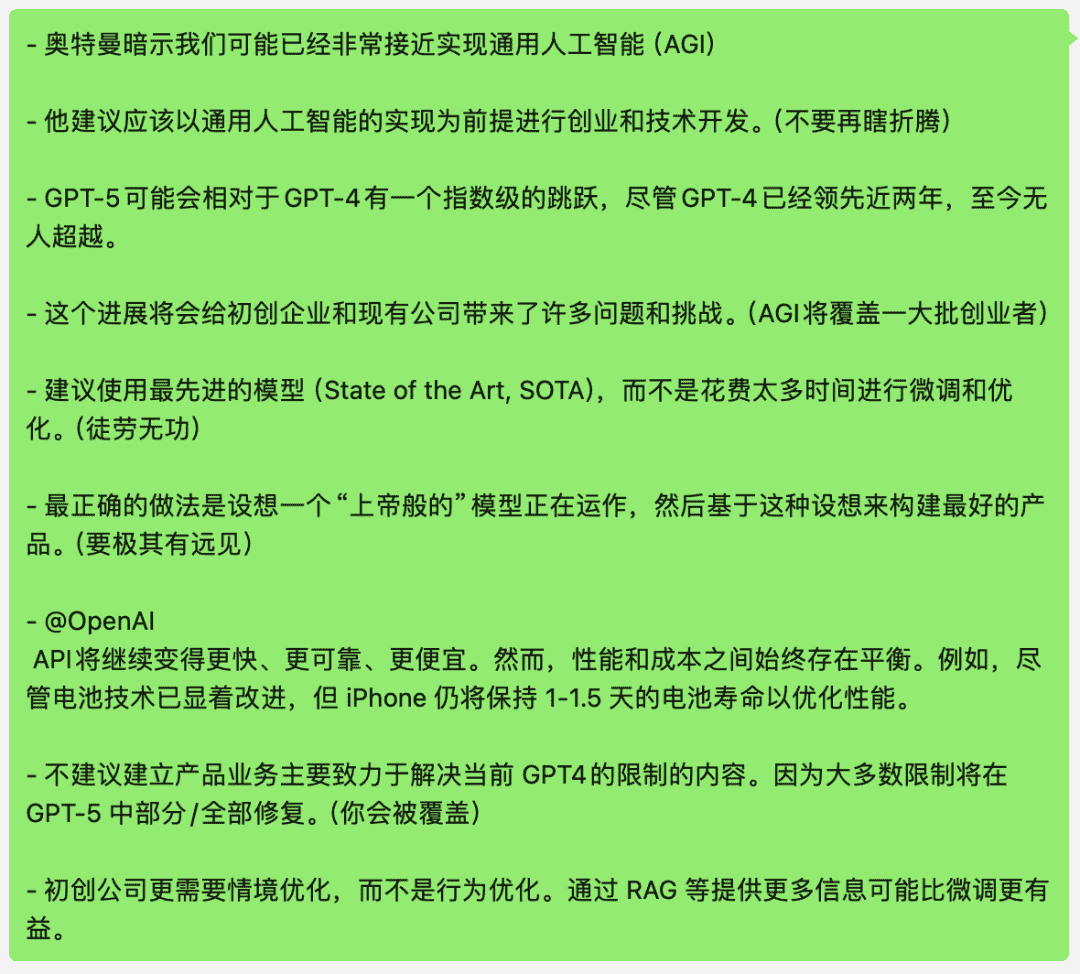 - 奥特曼暗示我们可能已经非常接近实现通用人工智能（AGI）
- 他建议应该以通用人工智能的实现为前提进行创业和技术开发。（不要再瞎折腾）
- GPT-5可能会相对于GPT-4有一个指数级的跳跃，尽管GPT-4已经领先近两年，至今无
人超越。
- 这个进展将会给初创企业和现有公司带来了许多问题和挑战。（AGI将覆盖一大批创业者）
- 建议使用最先进的模型（State of the Art, SOTA），而不是花费太多时间进行微调和优
化。（徒劳无功）
- 最正确的做法是设想一个“上帝般的”模型正在运作，然后基于这种设想来构建最好的产
品。（要极其有远见）
- @OpenAI
API将继续变得更快、更可靠、更便宜。然而，性能和成本之间始终存在平衡。例如，尽
管电池技术已显着改进，但 iPhone 仍将保持 1-1.5 天的电池寿命以优化性能。
- 不建议建立产品业务主要致力于解决当前 GPT4的限制的内容。因为大多数限制将在
GPT-5 中部分/全部修复。（你会被覆盖）
- 初创公司更需要情境优化，而不是行为优化。通过 RAG 等提供更多信息可能比微调更有
益。